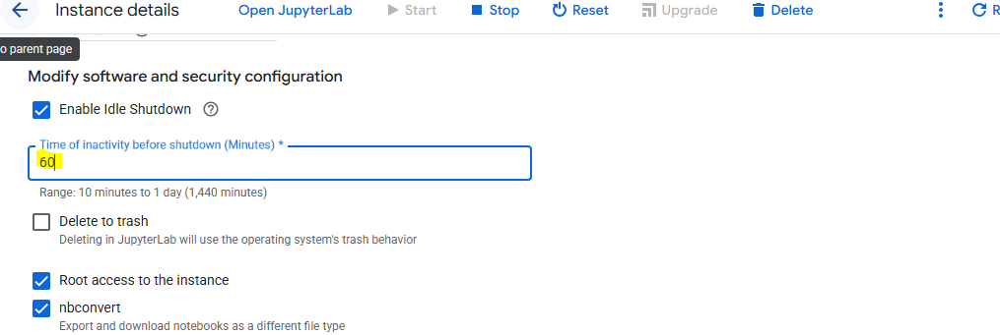 Instance details Open JupyterLab Start Stop Reset Upgrade Delete R
o parent page
Modify software and security configuration
Enable Idle Shutdown
Time of inactivity before shutdown (Minutes) *
60
Range: 10 minutes to 1 day (1,440 minutes)
Delete to trash
Deleting in JupyterLab will use the operating system's trash behavior
Root access to the instance
nbconvert
Export and download notebooks as a different file type